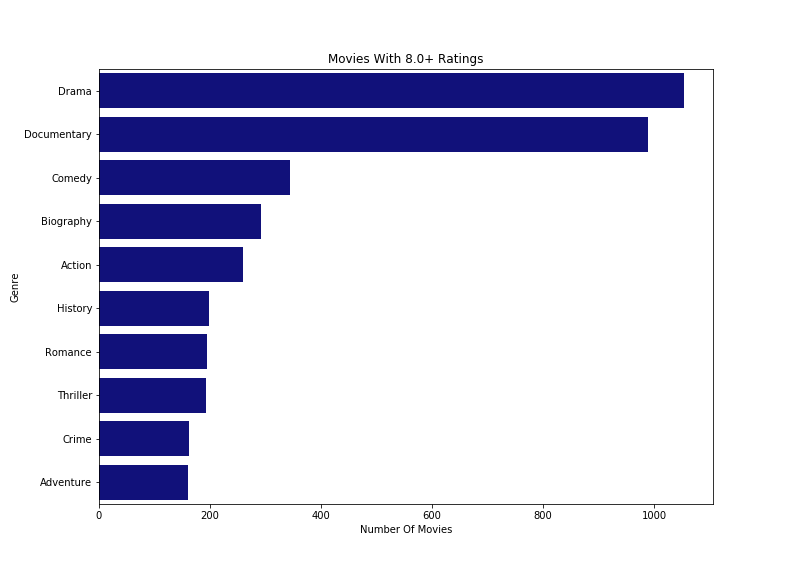 Movies With 8.0+ Ratings
Drama
Documentary
Comedy
Biography
Action
History
Romance
Thriller
Crime
Adventure
Genre
0 200 400 600 800 1000
Number Of Movies